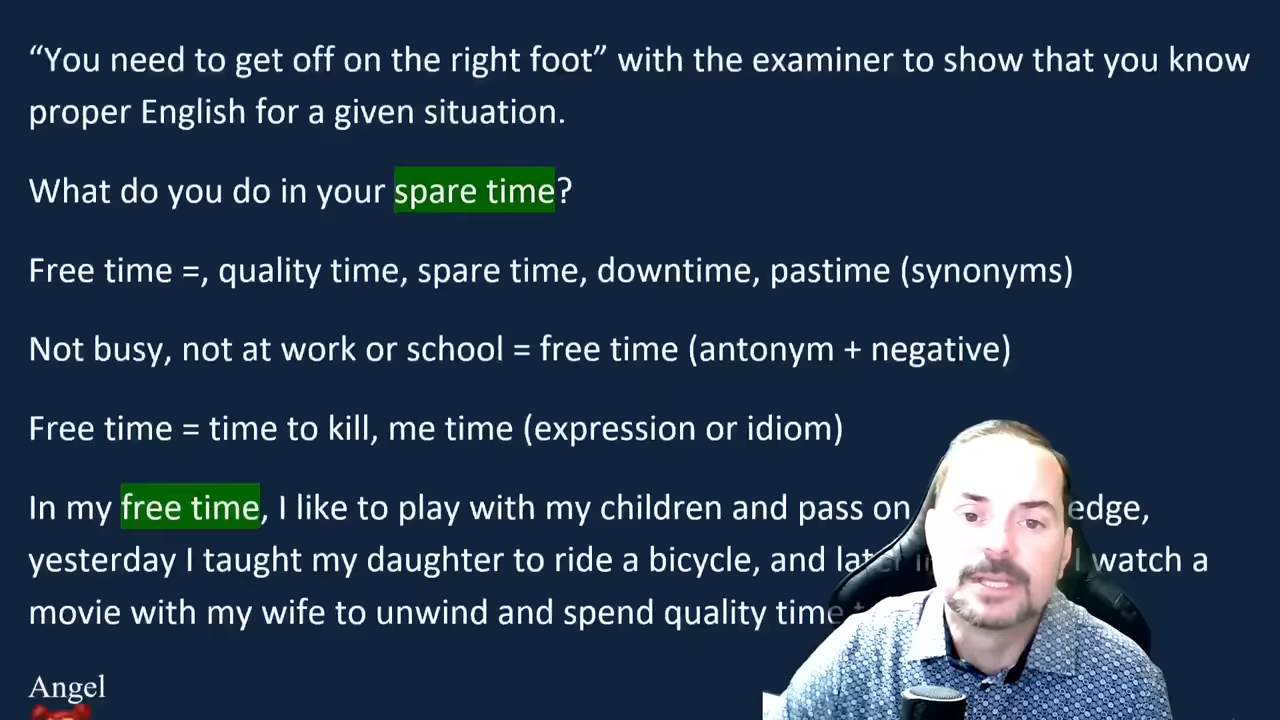 “You need to get off on the right foot” with the examiner to show that you know
proper English for a given situation.
What do you do in your spare time?
Free time =, quality time, spare time, downtime, pastime (synonyms)
Not busy, not at work or school = free time (antonym + negative)
Free time = time to kill, me time (expression or idiom)
In my free time, I like to play with my children and pass on
yesterday I taught my daughter to ride a bicycle, and later I watch a
movie with my wife to unwind and spend quality time
Angel